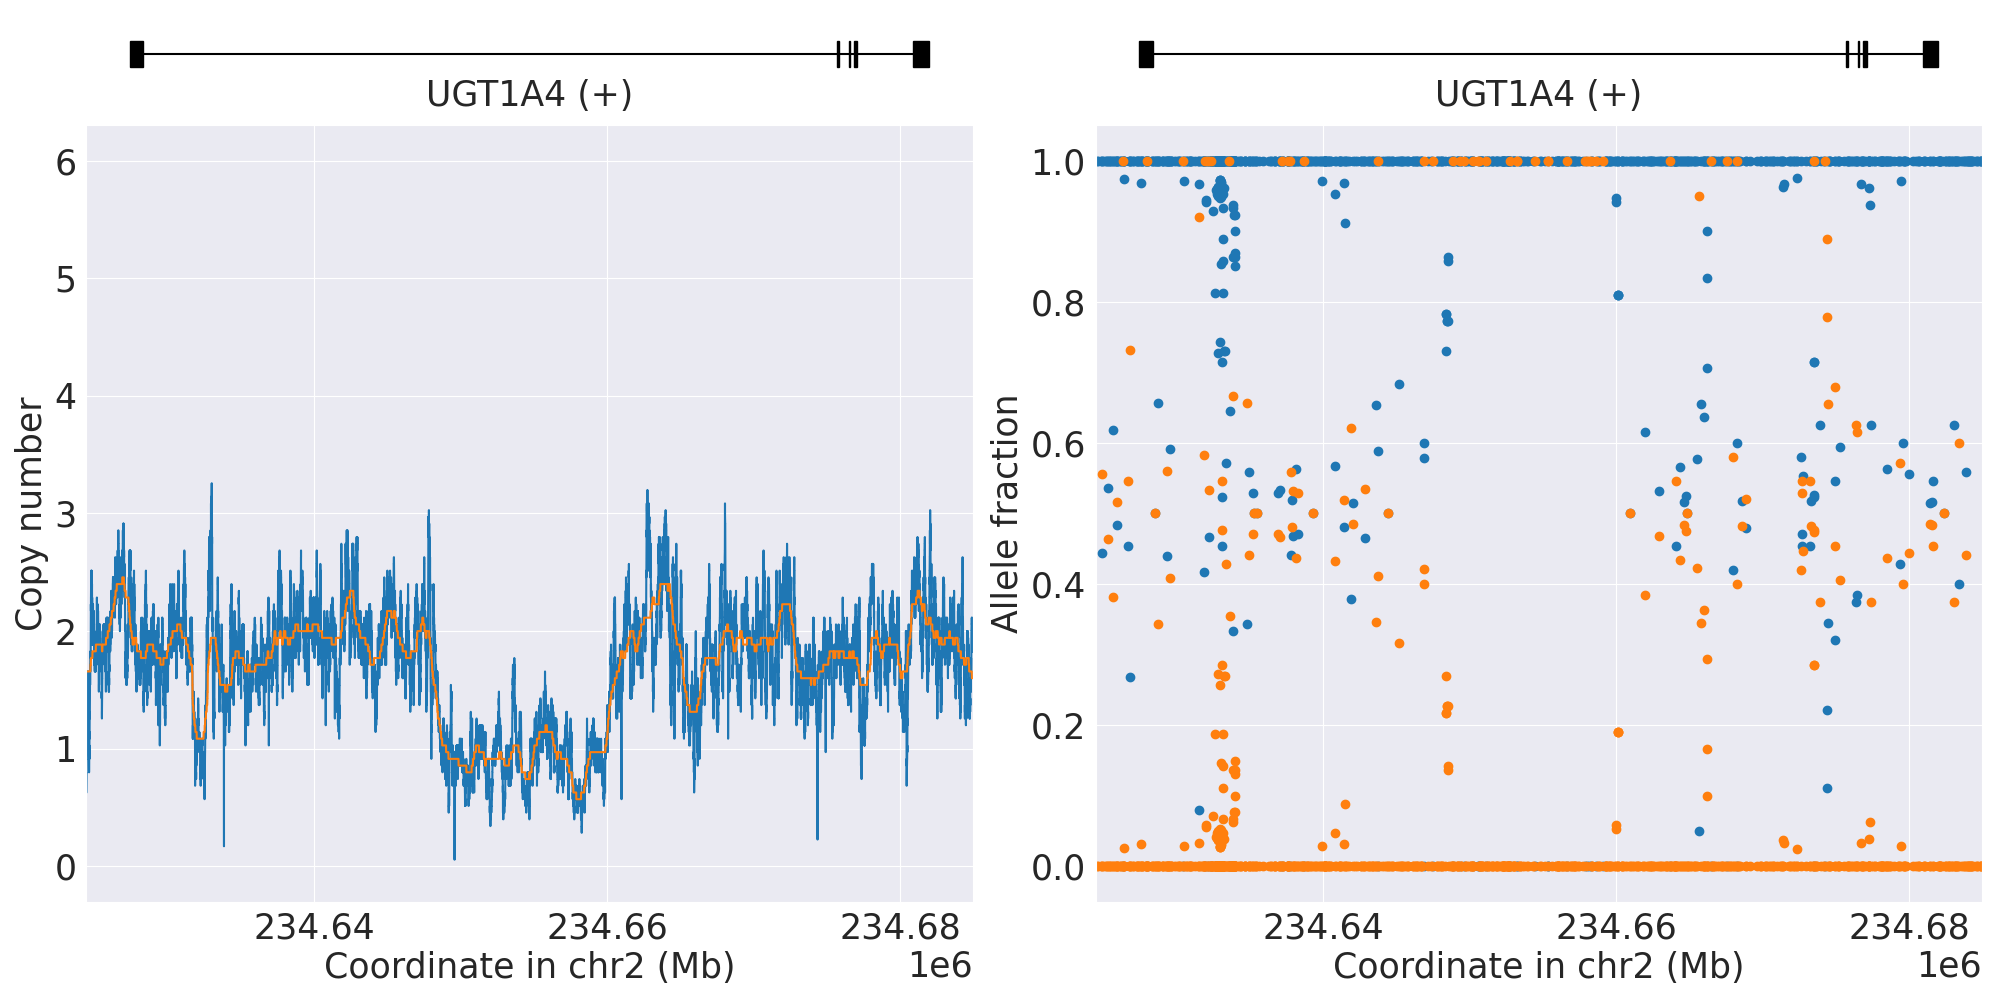 UGT1A4 (+)
Copy number
6
5
4
3
2
1
0
234.64
234.66
234.68
1e6
Coordinate in chr2 (Mb)
UGT1A4 (+)
Allele fraction
1.0
0.8
0.6
0.4
0.2
0.0
234.64
234.66
234.68
1e6
Coordinate in chr2 (Mb)